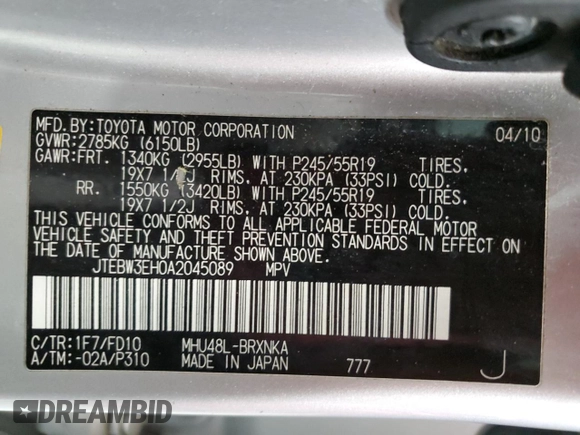 MFD.BY:TOYOTA MOTOR CORPORATION 04/10
GVWR:2785KG (6150LB)
GAWR:FRT. 1340KG (2955LB) WITH P245/55R19 TIRES,
19X7 1/2J RIMS, AT 230KPA (33PSI) COLD.
RR. 1550KG (3420LB) WITH P245/55R19 TIRES,
19X7 1/2J RIMS, AT 230KPA (33PSI) COLD.
THIS VEHICLE CONFORMS TO ALL APPLICABLE FEDERAL MOTOR
VEHICLE SAFETY AND THEFT PREVENTION STANDARDS IN EFFECT ON
THE DATE OF MANUFACTURE SHOWN ABOVE.
JTEBW3EH0A2045089 MPV
C/TR:1F7/FD10 MHU48L-BRXNKA
A/TM:-02A/P310 MADE IN JAPAN 777 J
DREAMBID